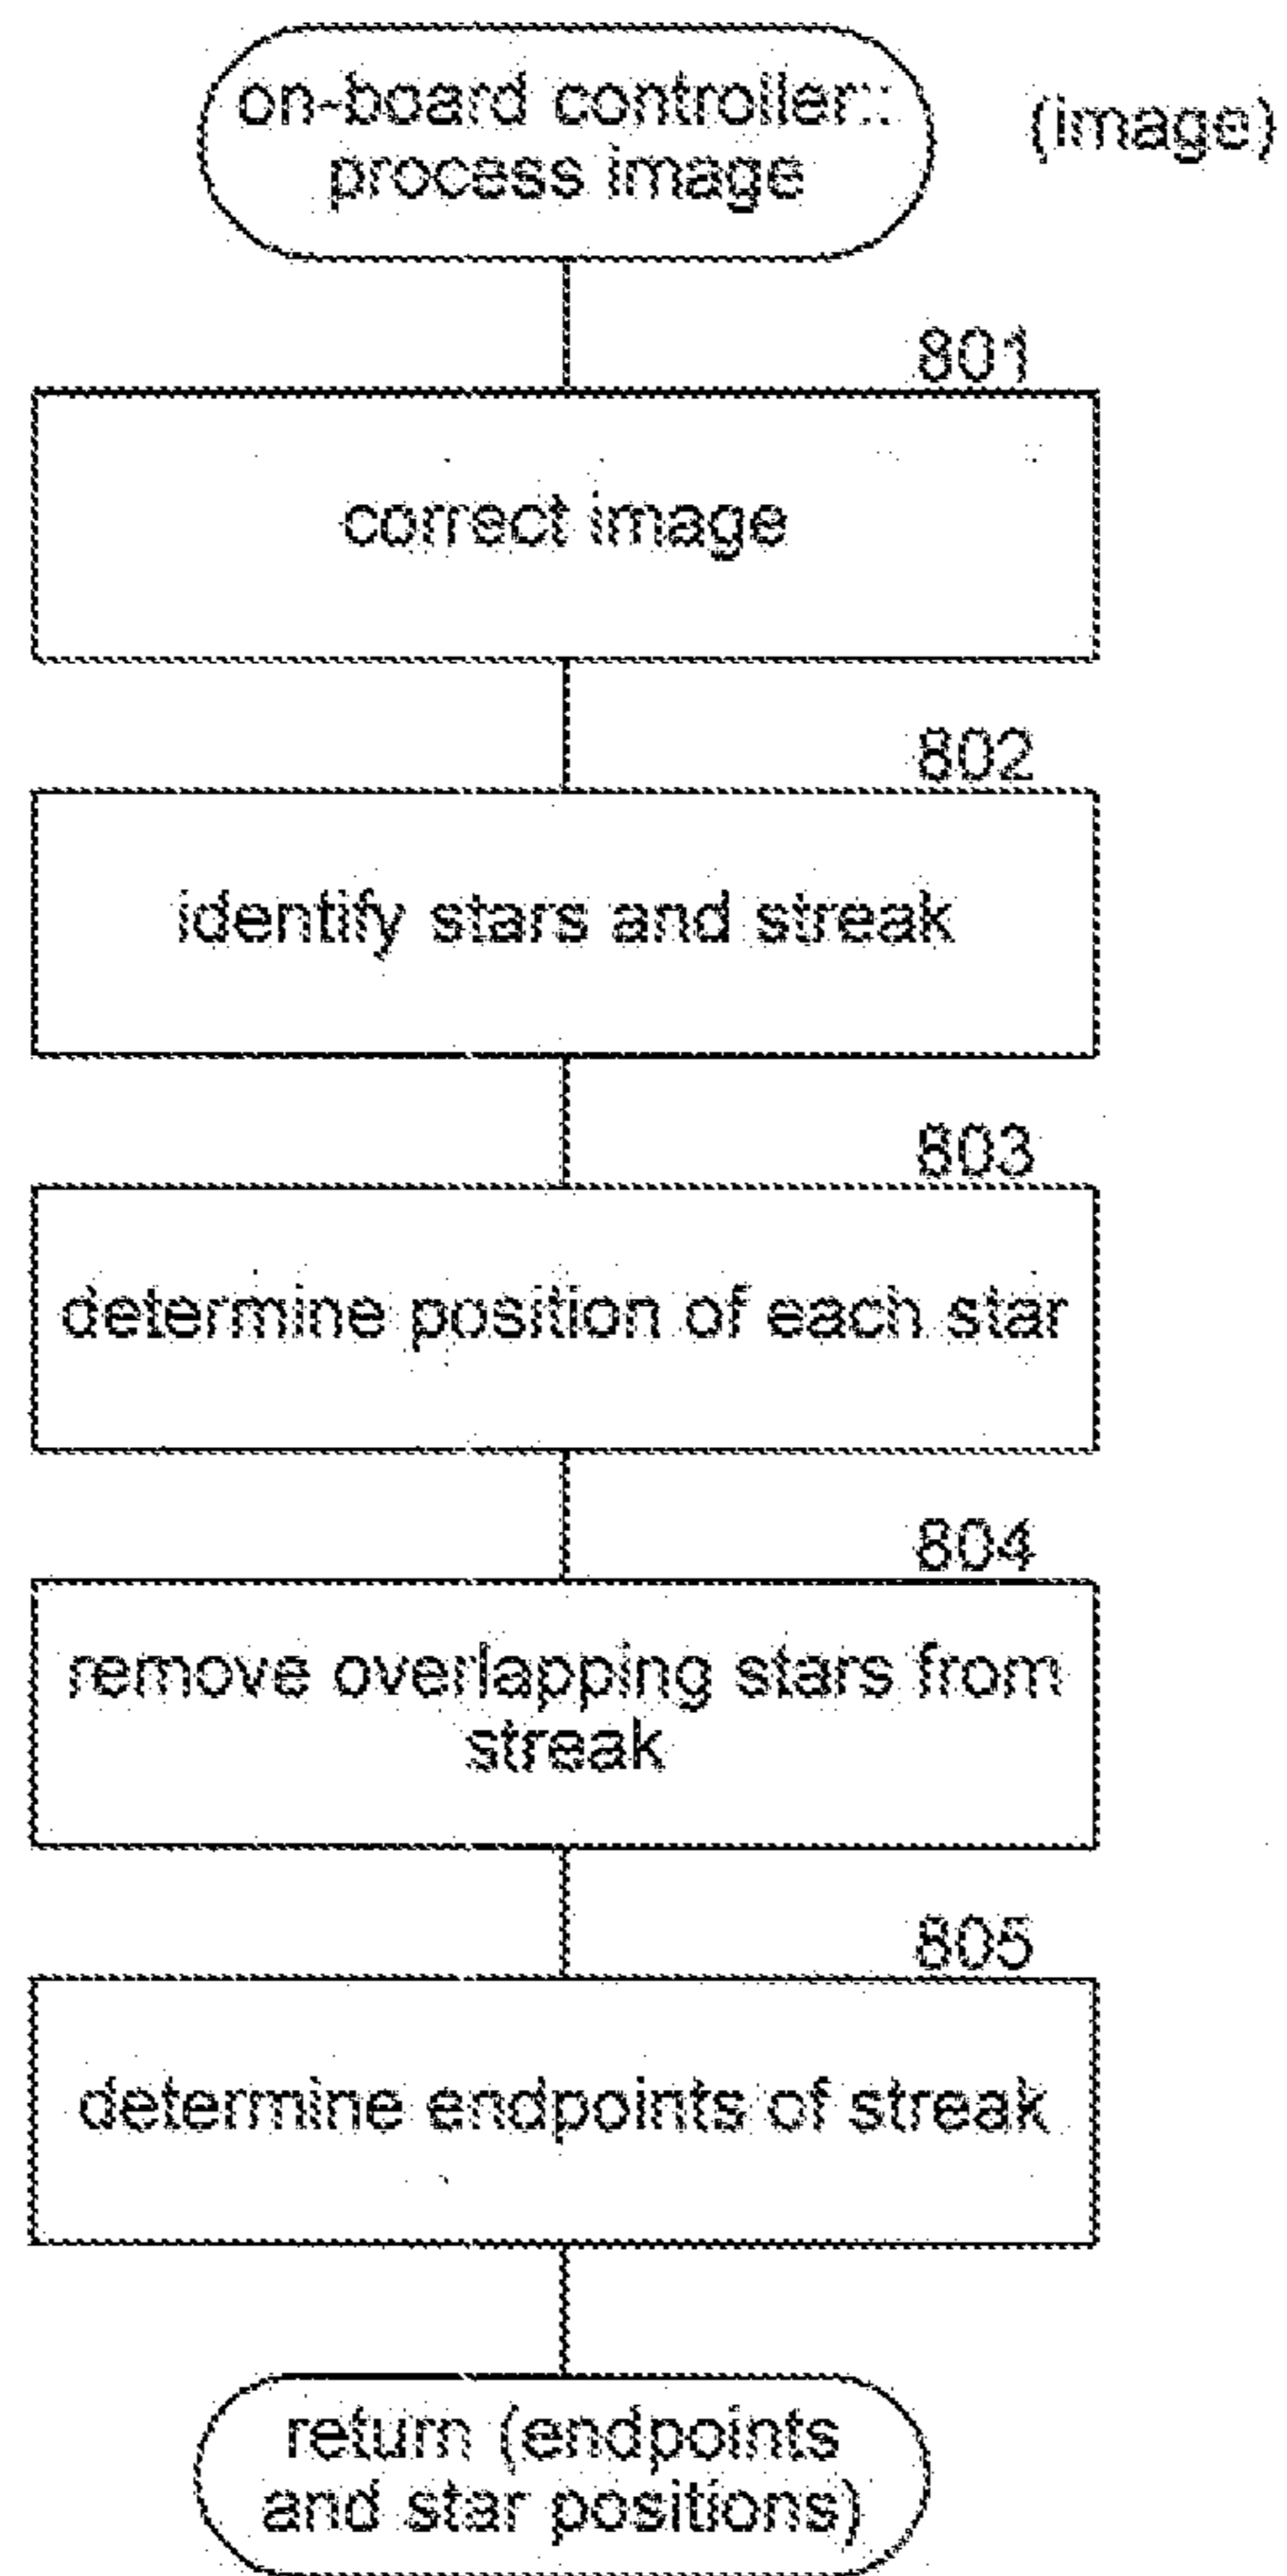 on-board controller::
process image
(image)
801
correct image
802
identify stars and streak
803
determine position of each star
804
remove overlapping stars from
streak
805
determine endpoints of streak
return (endpoints
and star positions)